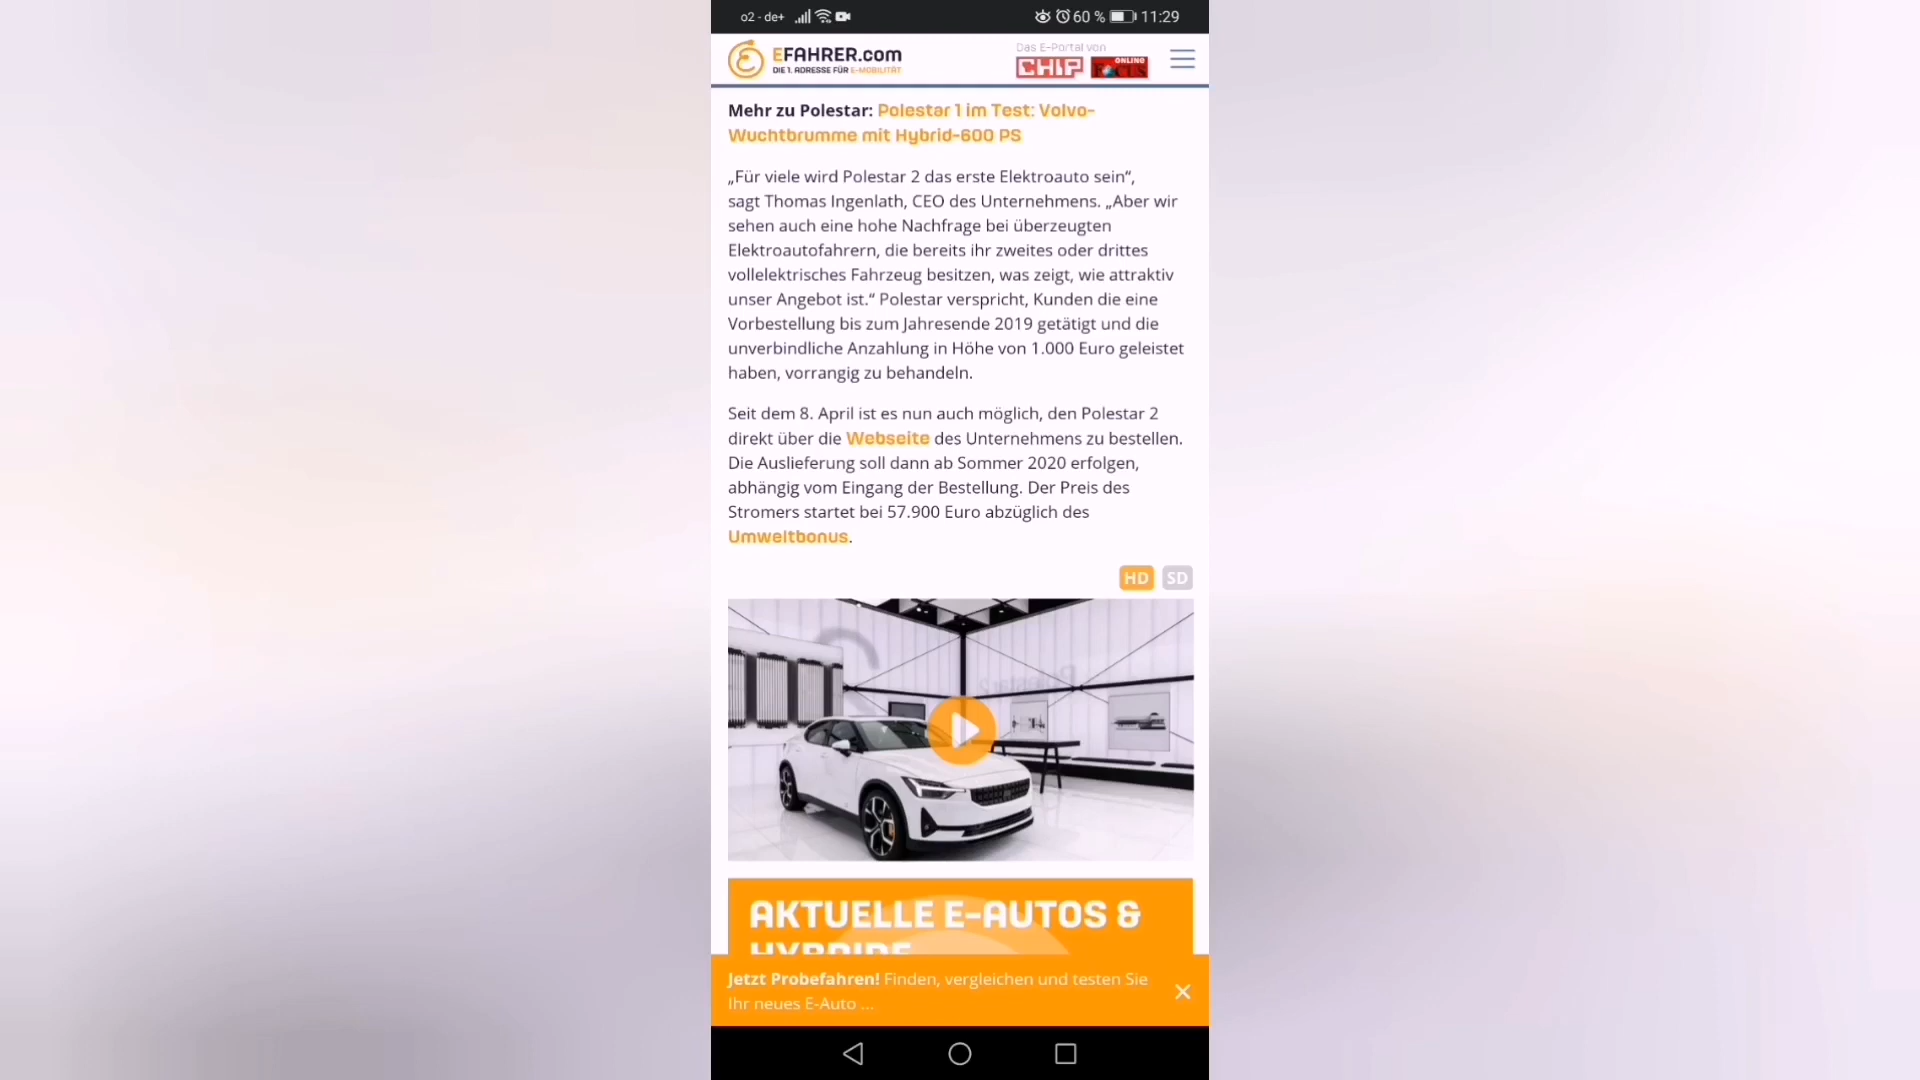 o2 - de+
60 %
11:29
EFAHRER.com
DIE 1. ADRESSE FÜR E-MOBILITÄT
Das E-Portal von
CHIP
FOCUS ONLINE
Mehr zu Polestar: Polestar 1 im Test: Volvo-
Wuchtbrumme mit Hybrid-600 PS
„Für viele wird Polestar 2 das erste Elektroauto sein“,
sagt Thomas Ingenlath, CEO des Unternehmens. „Aber wir
sehen auch eine hohe Nachfrage bei überzeugten
Elektroautofahrern, die bereits ihr zweites oder drittes
vollelektrisches Fahrzeug besitzen, was zeigt, wie attraktiv
unser Angebot ist.“ Polestar verspricht, Kunden die eine
Vorbestellung bis zum Jahresende 2019 getätigt und die
unverbindliche Anzahlung in Höhe von 1.000 Euro geleistet
haben, vorrangig zu behandeln.
Seit dem 8. April ist es nun auch möglich, den Polestar 2
direkt über die Webseite des Unternehmens zu bestellen.
Die Auslieferung soll dann ab Sommer 2020 erfolgen,
abhängig vom Eingang der Bestellung. Der Preis des
Stromers startet bei 57.900 Euro abzüglich des
Umweltbonus.
HD SD
AKTUELLE E-AUTOS &
HYBRIDE
Jetzt Probefahren! Finden, vergleichen und testen Sie
Ihr neues E-Auto ...